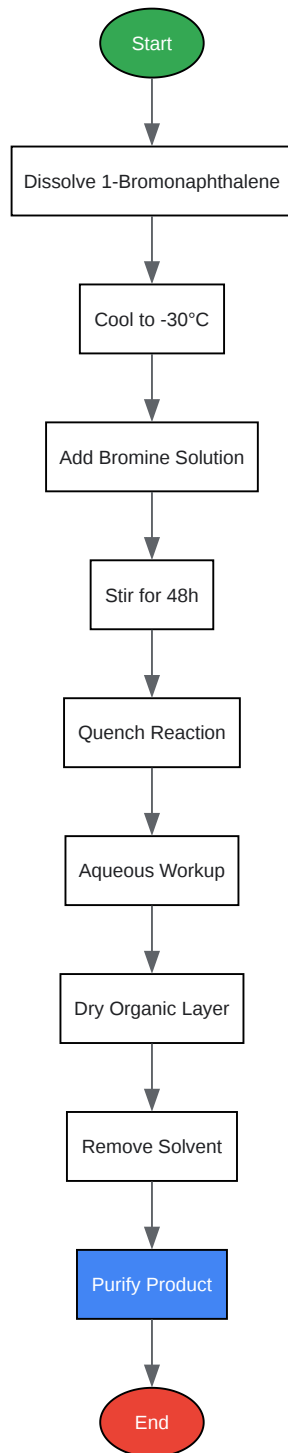 Start
Dissolve 1-Bromonaphthalene
Cool to -30°C
Add Bromine Solution
Stir for 48h
Quench Reaction
Aqueous Workup
Dry Organic Layer
Remove Solvent
Purify Product
End